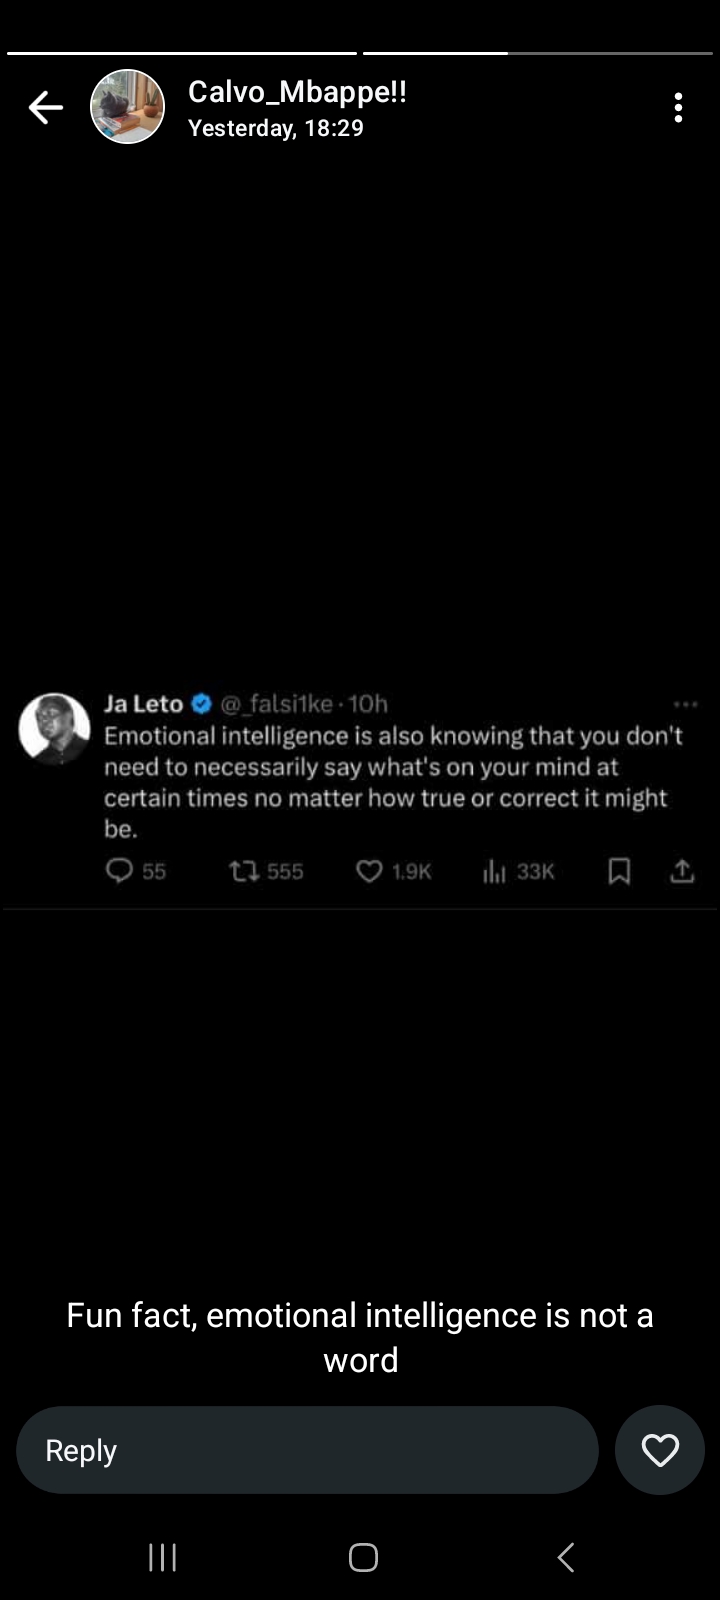 Calvo_Mbappe!!
Yesterday, 18:29
Ja Leto @_falsi1ke · 10h
Emotional intelligence is also knowing that you don't
need to necessarily say what's on your mind at
certain times no matter how true or correct it might
be.
55 555 1.9K 33K
Fun fact, emotional intelligence is not a
word
Reply